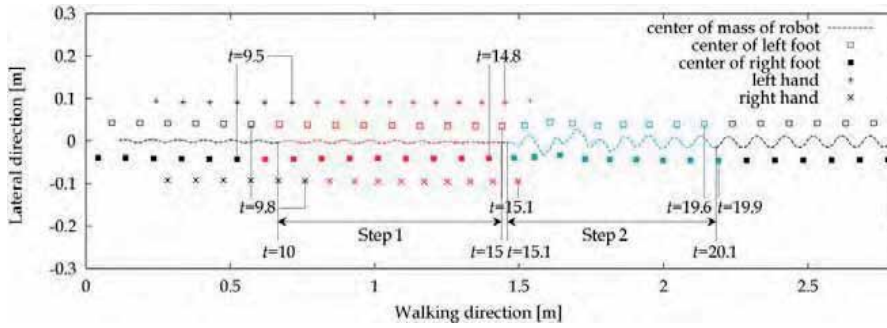 0.3
0.2
0.1
0
-0.1
-0.2
-0.3
Lateral direction [m]
center of mass of robot
center of left foot
center of right foot
left hand
right hand
t=9.5
t=14.8
t=9.8
t=15.1
t=19.6
t=19.9
Step 1
Step 2
t=10
t=15
t=15.1
t=20.1
0
0.5
1
1.5
2
2.5
Walking direction [m]